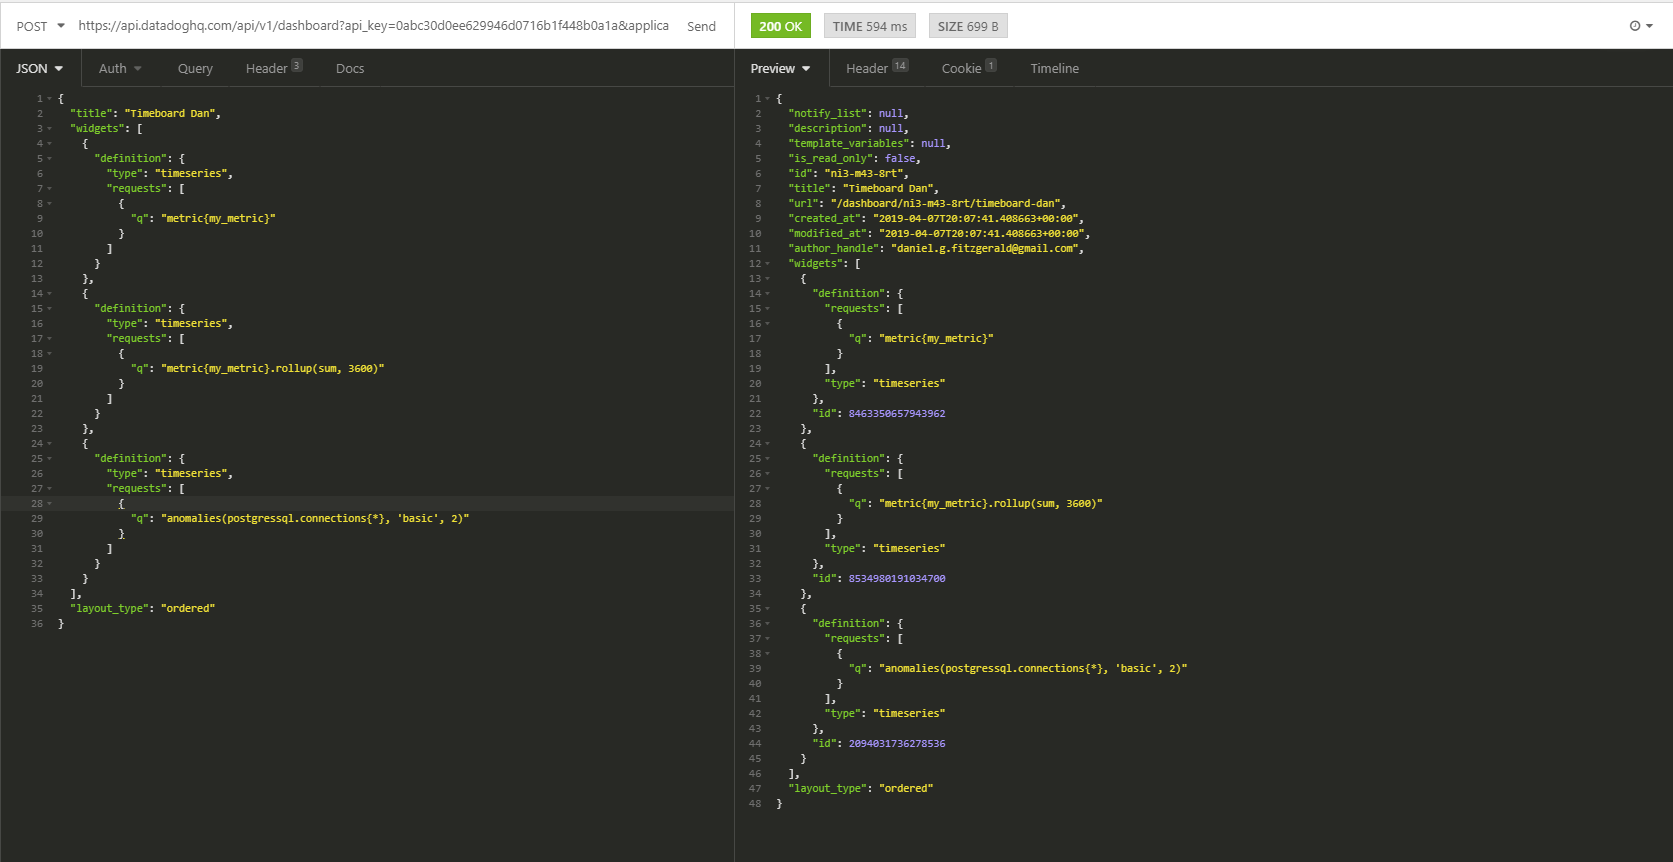 POST https://api.datadoghq.com/api/v1/dashboard?api_key=0abc30d0ee629946d0716b1f448b0a1a&applica Send
200 OK TIME 594 ms SIZE 699 B
JSON Auth Query Header 3 Docs
1 {
2 "title": "Timeboard Dan",
3 "widgets": [
4 {
5 "definition": {
6 "type": "timeseries",
7 "requests": [
8 {
9 "q": "metric{my_metric}"
10 }
11 ]
12 }
13 },
14 {
15 "definition": {
16 "type": "timeseries",
17 "requests": [
18 {
19 "q": "metric{my_metric}.rollup(sum, 3600)"
20 }
21 ]
22 }
23 },
24 {
25 "definition": {
26 "type": "timeseries",
27 "requests": [
28 {
29 "q": "anomalies(postgressql.connections{*}, 'basic', 2)"
30 }
31 ]
32 }
33 }
34 ],
35 "layout_type": "ordered"
36 }
Preview Header 14 Cookie 1 Timeline
1 {
2 "notify_list": null,
3 "description": null,
4 "template_variables": null,
5 "is_read_only": false,
6 "id": "ni3-m43-8rt",
7 "title": "Timeboard Dan",
8 "url": "/dashboard/ni3-m43-8rt/timeboard-dan",
9 "created_at": "2019-04-07T20:07:41.408663+00:00",
10 "modified_at": "2019-04-07T20:07:41.408663+00:00",
11 "author_handle": "daniel.g.fitzgerald@gmail.com",
12 "widgets": [
13 {
14 "definition": {
15 "requests": [
16 {
17 "q": "metric{my_metric}"
18 }
19 ],
20 "type": "timeseries"
21 },
22 "id": 8463350657943962
23 },
24 {
25 "definition": {
26 "requests": [
27 {
28 "q": "metric{my_metric}.rollup(sum, 3600)"
29 }
30 ],
31 "type": "timeseries"
32 },
33 "id": 8534980191034700
34 },
35 {
36 "definition": {
37 "requests": [
38 {
39 "q": "anomalies(postgressql.connections{*}, 'basic', 2)"
40 }
41 ],
42 "type": "timeseries"
43 },
44 "id": 2094031736278536
45 }
46 ],
47 "layout_type": "ordered"
48 }